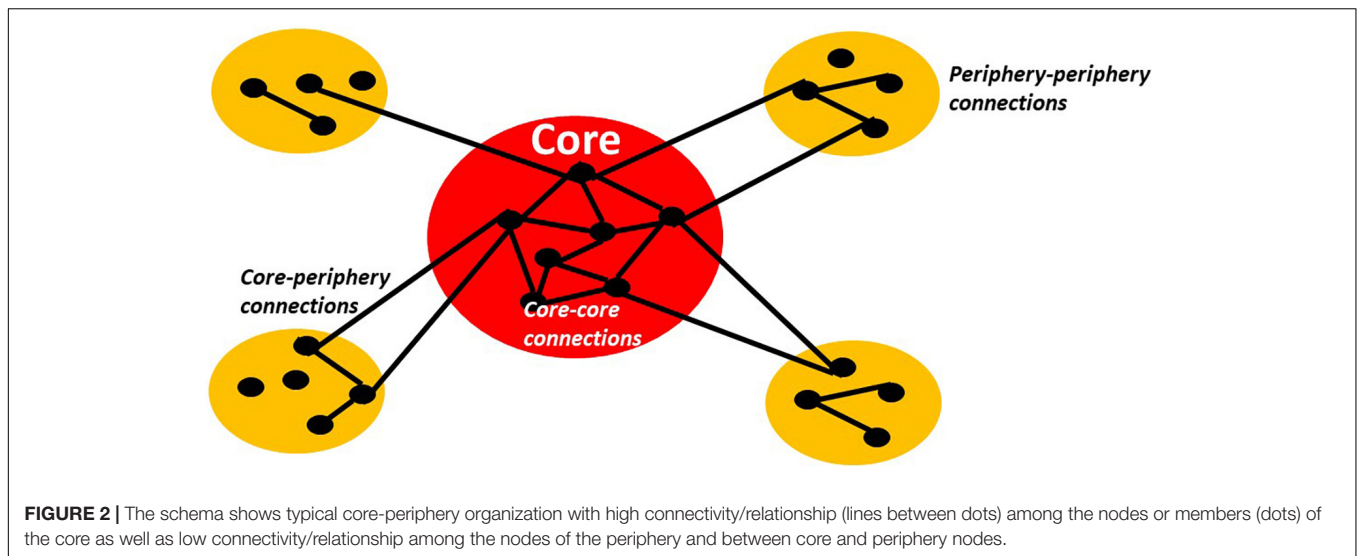 Core
Periphery-periphery
connections
Core-periphery
connections
Core-core
connections
FIGURE 2 | The schema shows typical core-periphery organization with high connectivity/relationship (lines between dots) among the nodes or members (dots) of
the core as well as low connectivity/relationship among the nodes of the periphery and between core and periphery nodes.